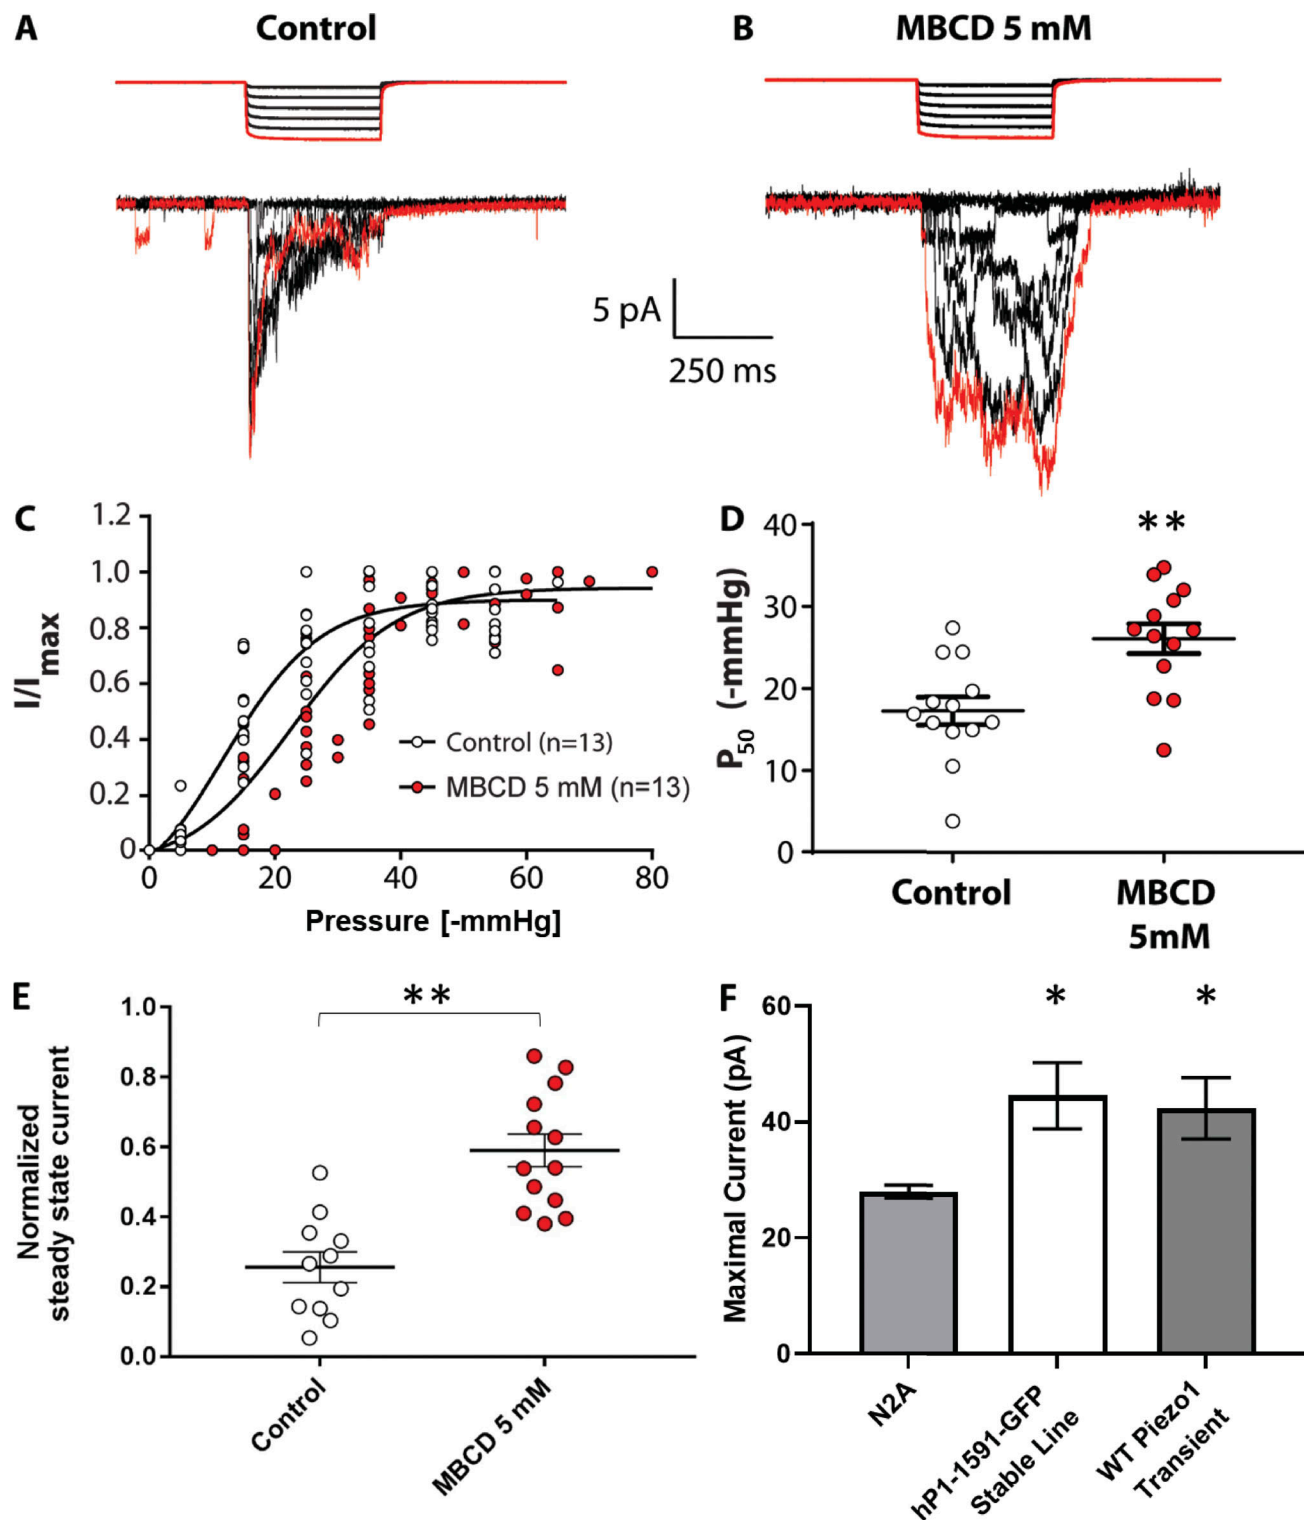 A Control
B MBCD 5 mM
5 pA
250 ms
C
I/Imax
1.2
1.0
0.8
0.6
0.4
0.2
0
0 20 40 60 80
Pressure [-mmHg]
Control (n=13)
MBCD 5 mM (n=13)
D
**
P50 (-mmHg)
40
30
20
10
0
Control
MBCD
5mM
E
**
Normalized
steady state current
1.0
0.8
0.6
0.4
0.2
0.0
Control
MBCD 5 mM
F
* *
Maximal Current (pA)
60
40
20
0
N2A
hP1-1591-GFP
Stable Line
WT Piezo1
Transient